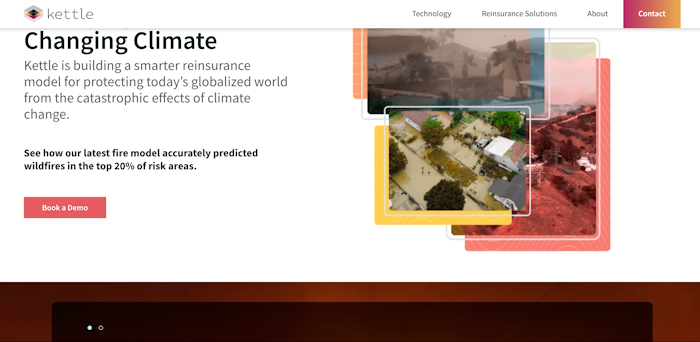 kettle
Technology
Reinsurance Solutions
About
Contact
Changing Climate
Kettle is building a smarter reinsurance
model for protecting today's globalized world
from the catastrophic effects of climate
change.
See how our latest fire model accurately predicted
wildfires in the top 20% of risk areas.
Book a Demo